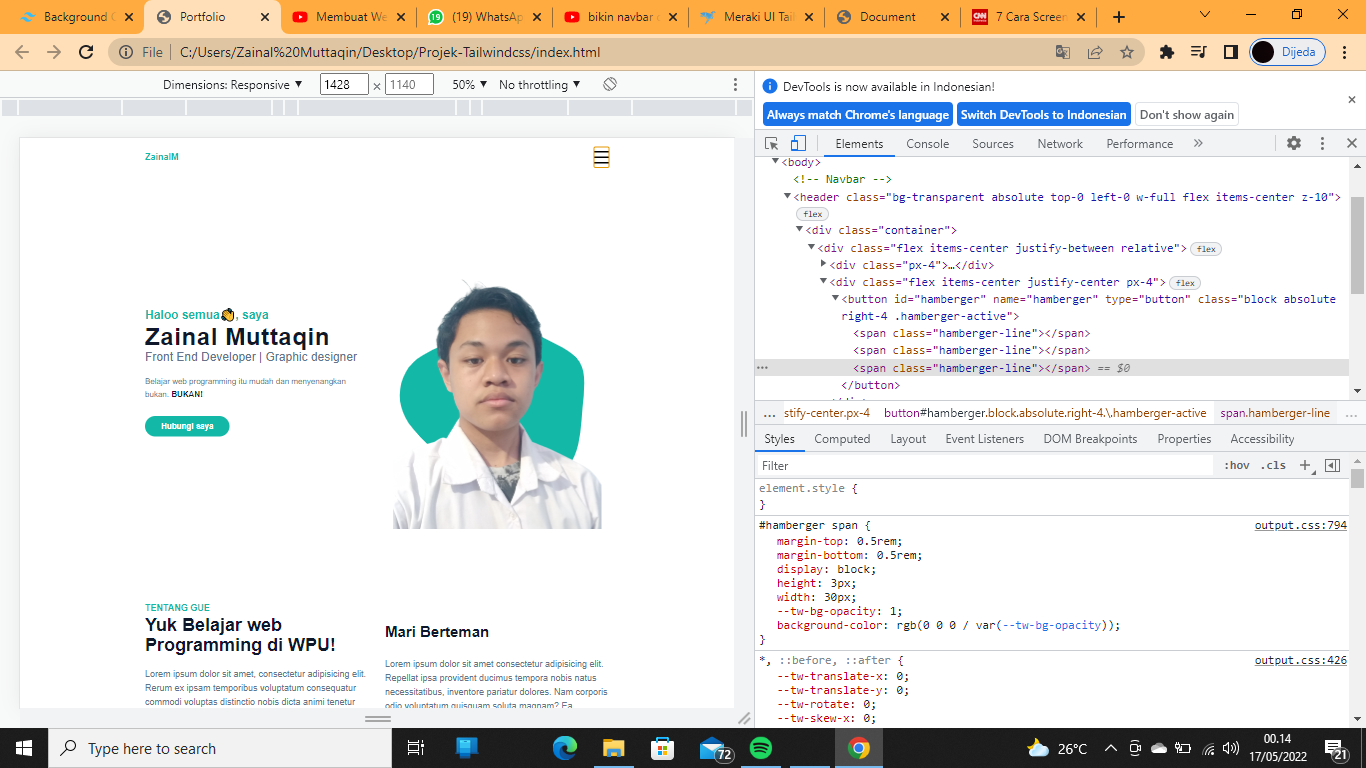 Background C
Portfolio
Membuat We
(19) WhatsAp
bikin navbar d
Meraki UI Tail
Document
CNN
7 Cara Screen
File
C:/Users/Zainal%20Muttaqin/Desktop/Projek-Tailwindcss/index.html
Dijeda
Dimensions: Responsive ▼
1428 × 1140
50% ▼
No throttling ▼
DevTools is now available in Indonesian!
Always match Chrome's language
Switch DevTools to Indonesian
Don't show again
Elements
Console
Sources
Network
Performance
»
<body>
<!-- Navbar -->
<header class="bg-transparent absolute top-0 left-0 w-full flex items-center z-10">
flex
<div class="container">
<div class="flex items-center justify-between relative"> flex
<div class="px-4">…</div>
<div class="flex items-center justify-center px-4"> flex
<button id="hamberger" name="hamberger" type="button" class="block absolute
right-4 .hamberger-active">
<span class="hamberger-line"></span>
<span class="hamberger-line"></span>
<span class="hamberger-line"></span> == $0
</button>
... stify-center.px-4 button#hamberger.block.absolute.right-4.\.hamberger-active span.hamberger-line ...
Styles
Computed
Layout
Event Listeners
DOM Breakpoints
Properties
Accessibility
Filter
:hov .cls
element.style {
}
#hamberger span { output.css:794
margin-top: 0.5rem;
margin-bottom: 0.5rem;
display: block;
height: 3px;
width: 30px;
--tw-bg-opacity: 1;
background-color: rgb(0 0 0 / var(--tw-bg-opacity));
}
*, ::before, ::after { output.css:426
--tw-translate-x: 0;
--tw-translate-y: 0;
--tw-rotate: 0;
--tw-skew-x: 0;
ZainalM
Haloo semua👏, saya
Zainal Muttaqin
Front End Developer | Graphic designer
Belajar web programming itu mudah dan menyenangkan
bukan. BUKAN!
Hubungi saya
TENTANG GUE
Yuk Belajar web
Programming di WPU!
Lorem ipsum dolor sit amet, consectetur adipisicing elit.
Rerum ex ipsam temporibus voluptatum consequatur
commodi voluptas distinctio nobis dicta animi tenetur
Mari Berteman
Lorem ipsum dolor sit amet consectetur adipisicing elit.
Repellat ipsa provident ducimus tempora nobis natus
necessitatibus, inventore pariatur dolores. Nam corporis
odio voluptatum quisquam soluta magnam? Ea
Type here to search
72
26°C
00.14
17/05/2022
21